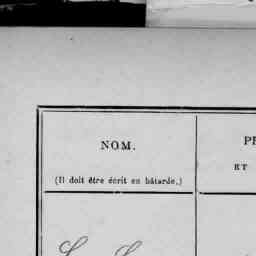 NOM.
PR
ET
(Il doit être écrit en bâtarde.)